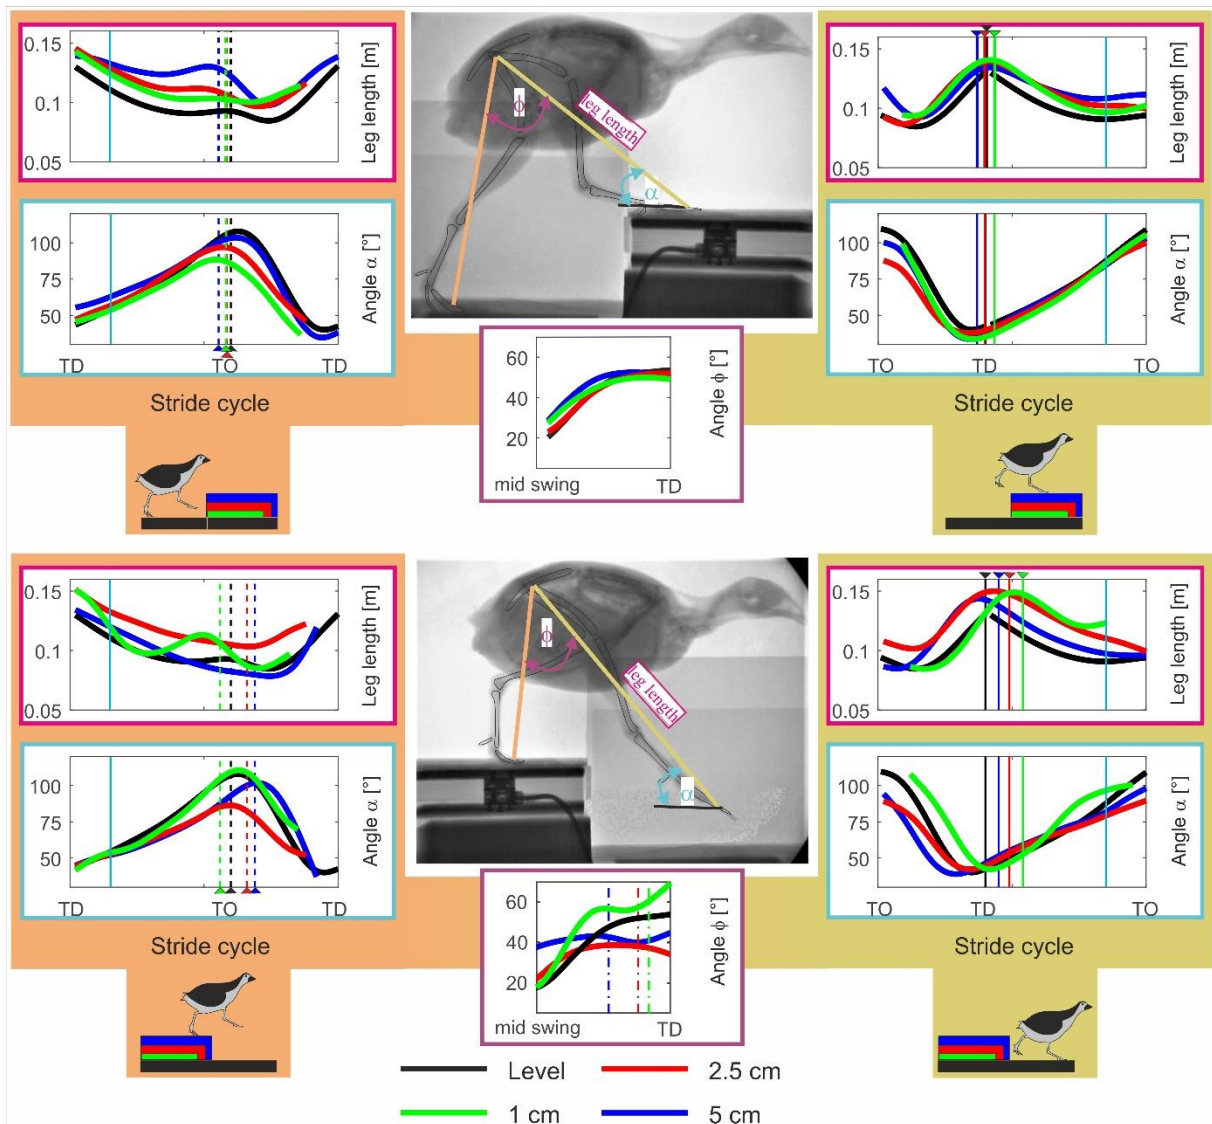 0.15
0.1
0.05
Leg length [m]
100
75
50
Angle α [°]
TD
TO
TD
Stride cycle
ϕ
leg length
α
60
40
20
Angle ϕ [°]
mid swing
TD
0.15
0.1
0.05
Leg length [m]
100
75
50
Angle α [°]
TO
TD
TO
Stride cycle
0.15
0.1
0.05
Leg length [m]
100
75
50
Angle α [°]
TD
TO
TD
Stride cycle
ϕ
leg length
α
60
40
20
Angle ϕ [°]
mid swing
TD
0.15
0.1
0.05
Leg length [m]
100
75
50
Angle α [°]
TO
TD
TO
Stride cycle
Level
2.5 cm
1 cm
5 cm